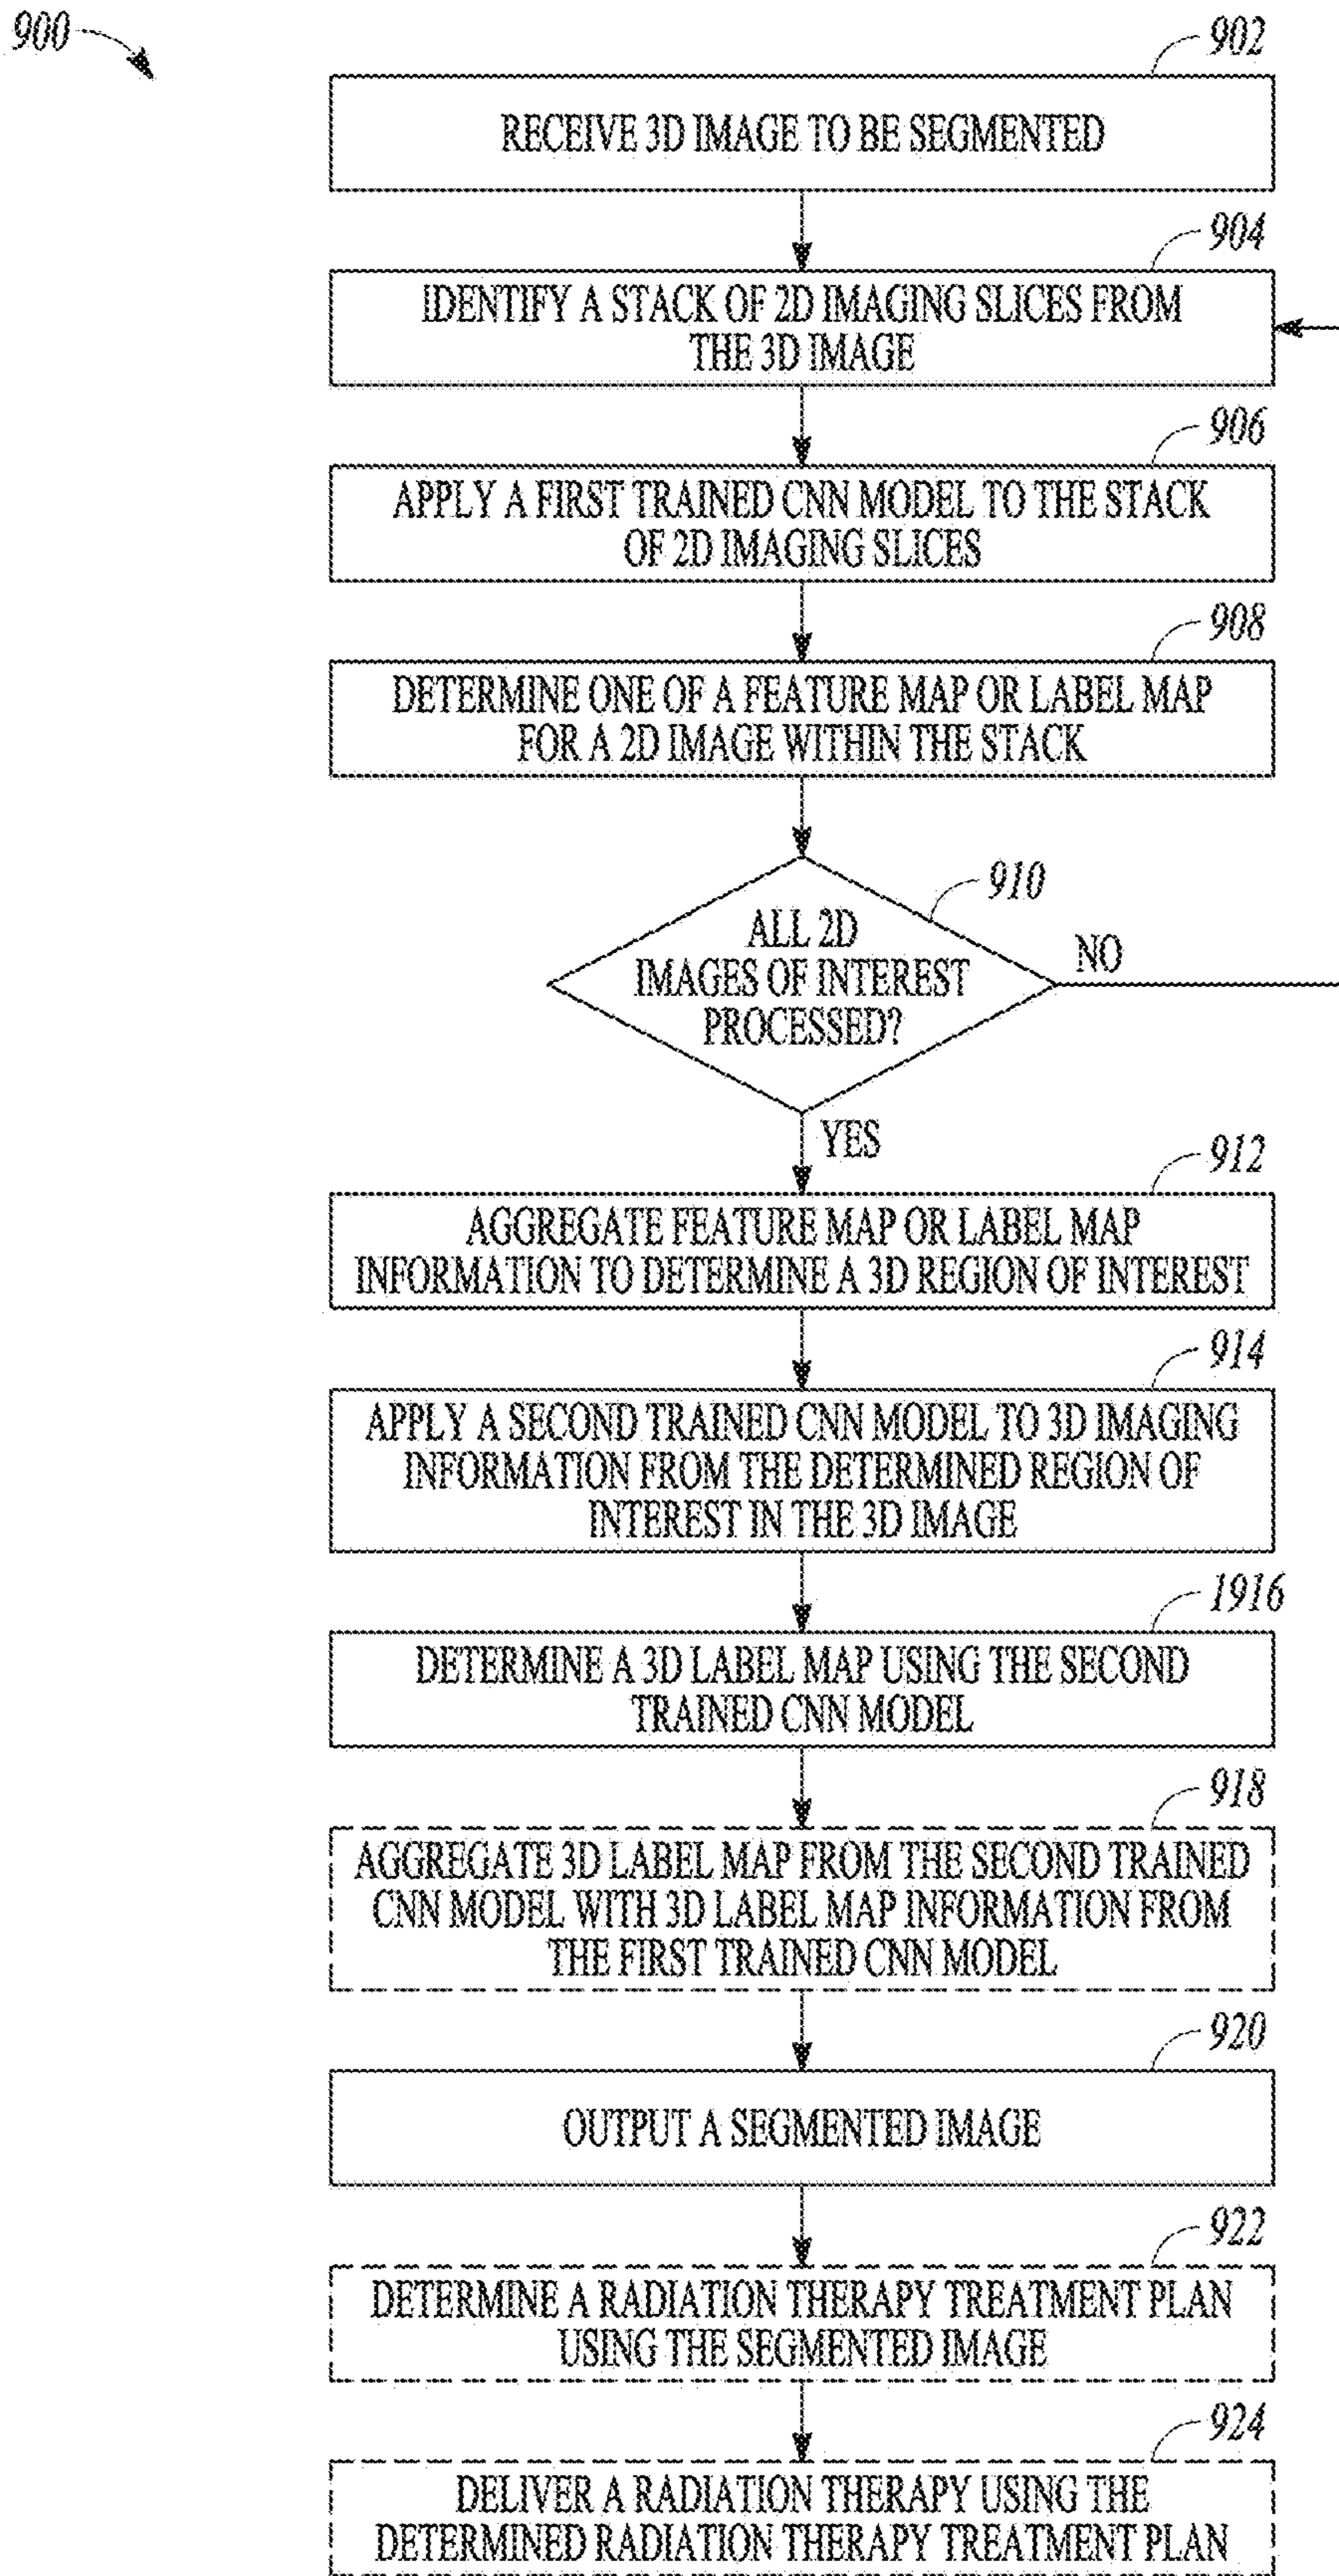 900
902
RECEIVE 3D IMAGE TO BE SEGMENTED
904
IDENTIFY A STACK OF 2D IMAGING SLICES FROM
THE 3D IMAGE
906
APPLY A FIRST TRAINED CNN MODEL TO THE STACK
OF 2D IMAGING SLICES
908
DETERMINE ONE OF A FEATURE MAP OR LABEL MAP
FOR A 2D IMAGE WITHIN THE STACK
910
ALL 2D
IMAGES OF INTEREST
PROCESSED?
NO
YES
912
AGGREGATE FEATURE MAP OR LABEL MAP
INFORMATION TO DETERMINE A 3D REGION OF INTEREST
914
APPLY A SECOND TRAINED CNN MODEL TO 3D IMAGING
INFORMATION FROM THE DETERMINED REGION OF
INTEREST IN THE 3D IMAGE
1916
DETERMINE A 3D LABEL MAP USING THE SECOND
TRAINED CNN MODEL
918
AGGREGATE 3D LABEL MAP FROM THE SECOND TRAINED
CNN MODEL WITH 3D LABEL MAP INFORMATION FROM
THE FIRST TRAINED CNN MODEL
920
OUTPUT A SEGMENTED IMAGE
922
DETERMINE A RADIATION THERAPY TREATMENT PLAN
USING THE SEGMENTED IMAGE
924
DELIVER A RADIATION THERAPY USING THE
DETERMINED RADIATION THERAPY TREATMENT PLAN